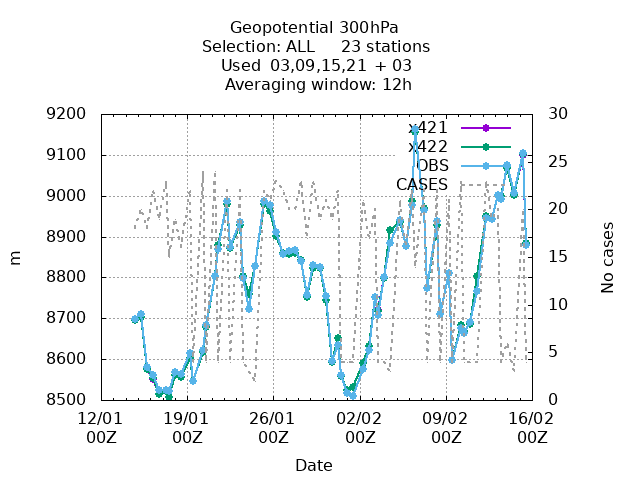 Geopotential 300hPa
Selection: ALL 23 stations
Used 03,09,15,21 + 03
Averaging window: 12h
9200
9100
9000
8900
8800
8700
8600
8500
m
30
25
20
15
10
5
0
No cases
x421
x422
OBS
CASES
12/01 19/01 26/01 02/02 09/02 16/02
00Z 00Z 00Z 00Z 00Z 00Z
Date